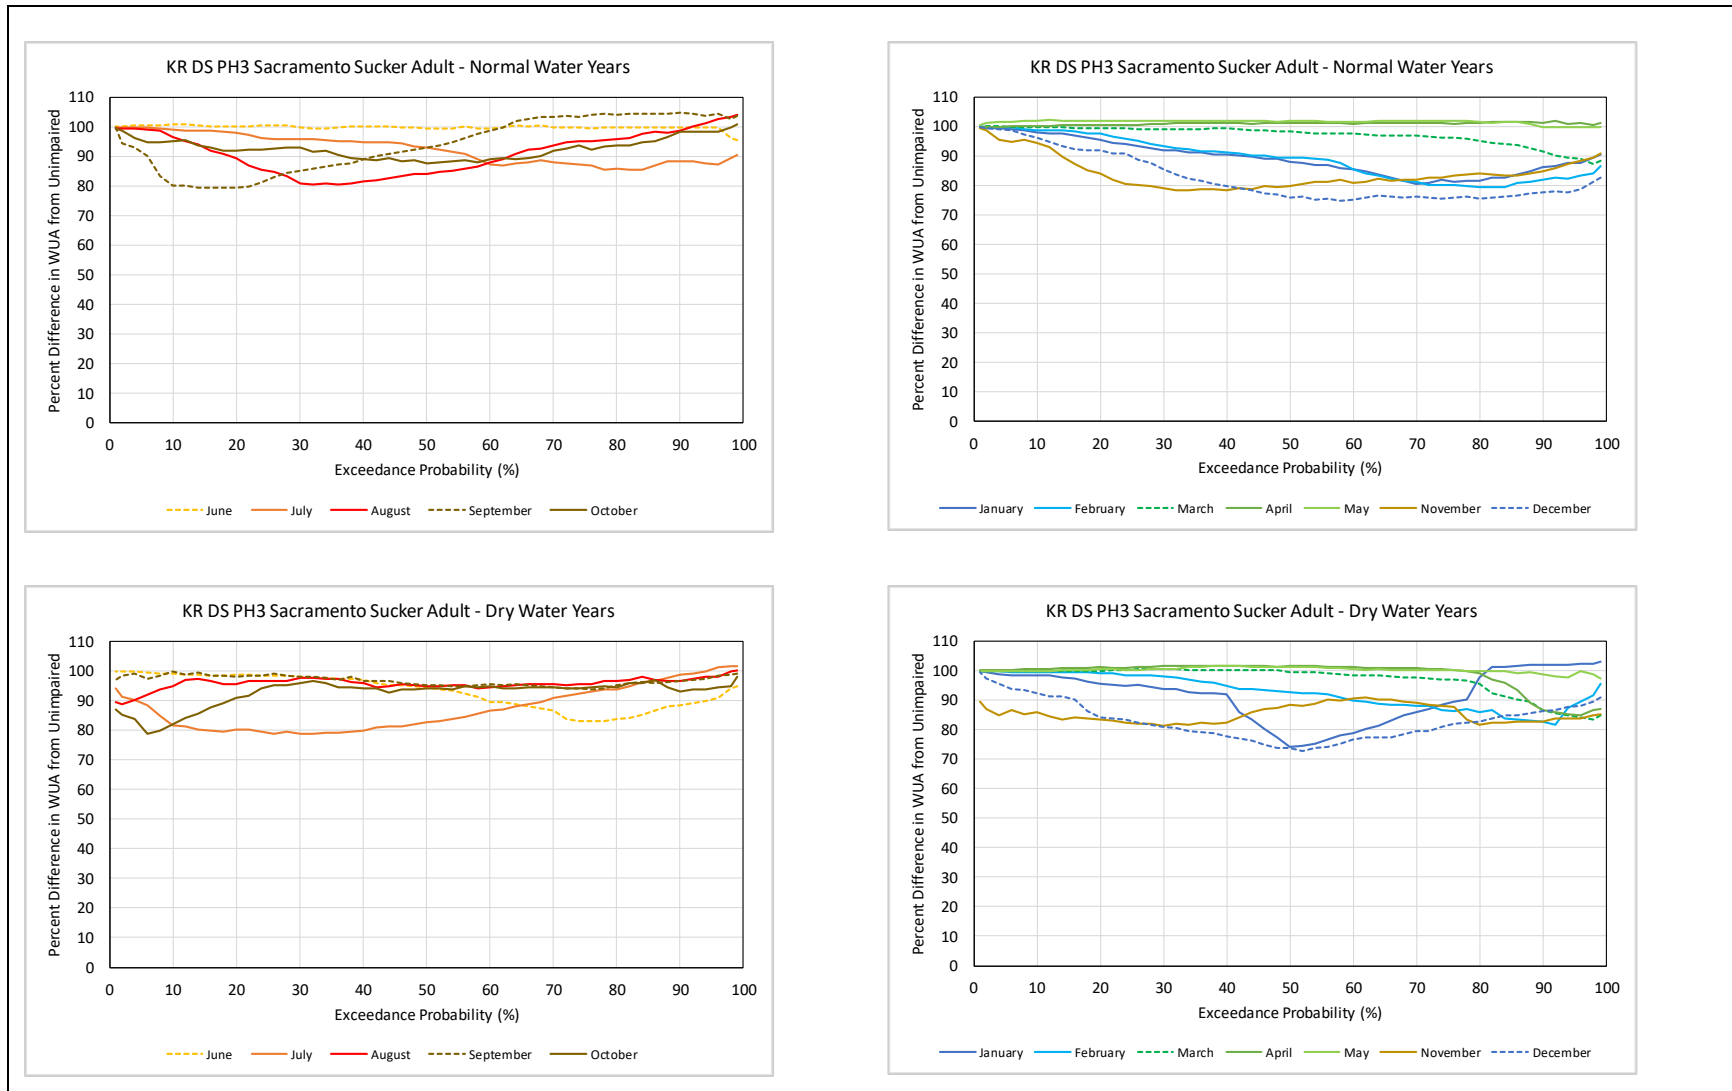 KR DS PH3 Sacramento Sucker Adult - Normal Water Years
Percent Difference in WUA from Unimpaired
110
100
90
80
70
60
50
40
30
20
10
0
0 10 20 30 40 50 60 70 80 90 100
Exceedance Probability (%)
June July August September October
KR DS PH3 Sacramento Sucker Adult - Normal Water Years
Percent Difference in WUA from Unimpaired
110
100
90
80
70
60
50
40
30
20
10
0
0 10 20 30 40 50 60 70 80 90 100
Exceedance Probability (%)
January February March April May November December
KR DS PH3 Sacramento Sucker Adult - Dry Water Years
Percent Difference in WUA from Unimpaired
110
100
90
80
70
60
50
40
30
20
10
0
0 10 20 30 40 50 60 70 80 90 100
Exceedance Probability (%)
June July August September October
KR DS PH3 Sacramento Sucker Adult - Dry Water Years
Percent Difference in WUA from Unimpaired
110
100
90
80
70
60
50
40
30
20
10
0
0 10 20 30 40 50 60 70 80 90 100
Exceedance Probability (%)
January February March April May November December